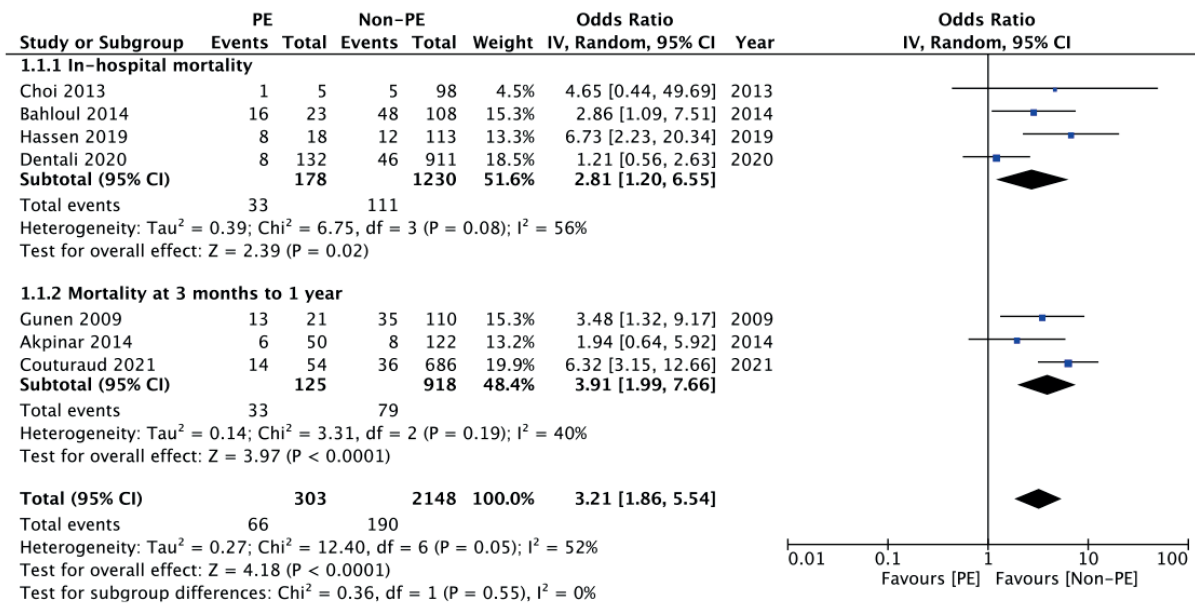 PE Non-PE Odds Ratio Odds Ratio
Study or Subgroup Events Total Events Total Weight IV, Random, 95% CI Year IV, Random, 95% CI
1.1.1 In-hospital mortality
Choi 2013 1 5 5 98 4.5% 4.65 [0.44, 49.69] 2013
Bahloul 2014 16 23 48 108 15.3% 2.86 [1.09, 7.51] 2014
Hassen 2019 8 18 12 113 13.3% 6.73 [2.23, 20.34] 2019
Dentali 2020 8 132 46 911 18.5% 1.21 [0.56, 2.63] 2020
Subtotal (95% CI) 178 1230 51.6% 2.81 [1.20, 6.55]
Total events 33 111
Heterogeneity: Tau² = 0.39; Chi² = 6.75, df = 3 (P = 0.08); I² = 56%
Test for overall effect: Z = 2.39 (P = 0.02)
1.1.2 Mortality at 3 months to 1 year
Gunen 2009 13 21 35 110 15.3% 3.48 [1.32, 9.17] 2009
Akpinar 2014 6 50 8 122 13.2% 1.94 [0.64, 5.92] 2014
Couturaud 2021 14 54 36 686 19.9% 6.32 [3.15, 12.66] 2021
Subtotal (95% CI) 125 918 48.4% 3.91 [1.99, 7.66]
Total events 33 79
Heterogeneity: Tau² = 0.14; Chi² = 3.31, df = 2 (P = 0.19); I² = 40%
Test for overall effect: Z = 3.97 (P < 0.0001)
Total (95% CI) 303 2148 100.0% 3.21 [1.86, 5.54]
Total events 66 190
Heterogeneity: Tau² = 0.27; Chi² = 12.40, df = 6 (P = 0.05); I² = 52%
Test for overall effect: Z = 4.18 (P < 0.0001)
Test for subgroup differences: Chi² = 0.36, df = 1 (P = 0.55), I² = 0%
0.01 0.1 1 10 100
Favours [PE] Favours [Non-PE]